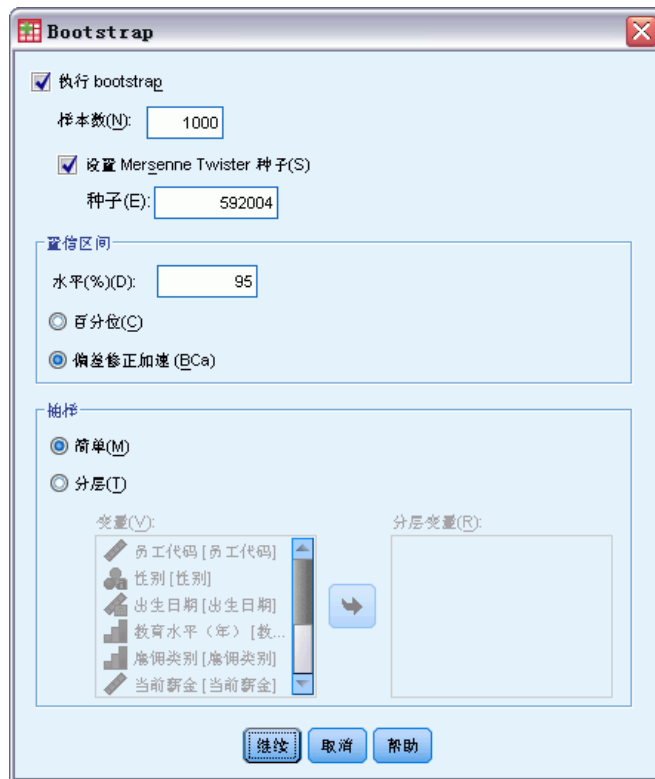 Bootstrap
执行 bootstrap
样本数(N): 1000
设置 Mersenne Twister 种子(S)
种子(E): 592004
置信区间
水平(%)(D): 95
百分位(C)
偏差修正加速 (BCa)
抽样
简单(M)
分层(T)
变量(V): 分层变量(R):
员工代码 [员工代码]
性别 [性别]
出生日期 [出生日期]
教育水平（年） [教...
雇佣类别 [雇佣类别]
当前薪金 [当前薪金]
继续 取消 帮助